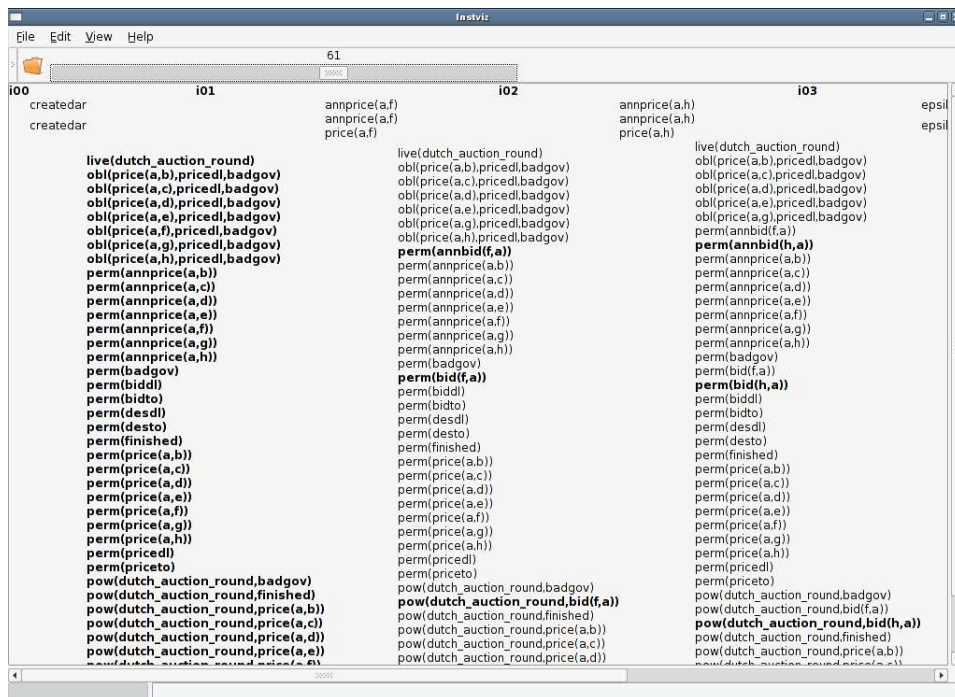 Instviz
File Edit View Help
61
i00 i01 i02 i03
createdar annprice(a,f) annprice(a,h) epsil
annprice(a,f) annprice(a,h)
createdar price(a,f) price(a,h) epsil
live(dutch_auction_round)
obl(price(a,b),pricedl,badgov)
obl(price(a,c),pricedl,badgov)
obl(price(a,d),pricedl,badgov)
obl(price(a,e),pricedl,badgov)
obl(price(a,f),pricedl,badgov)
obl(price(a,g),pricedl,badgov)
obl(price(a,h),pricedl,badgov)
perm(annprice(a,b))
perm(annprice(a,c))
perm(annprice(a,d))
perm(annprice(a,e))
perm(annprice(a,f))
perm(annprice(a,g))
perm(annprice(a,h))
perm(badgov)
perm(biddl)
perm(bidto)
perm(desdl)
perm(desto)
perm(finished)
perm(price(a,b))
perm(price(a,c))
perm(price(a,d))
perm(price(a,e))
perm(price(a,f))
perm(price(a,g))
perm(price(a,h))
perm(pricedl)
perm(priceto)
pow(dutch_auction_round,badgov)
pow(dutch_auction_round,finished)
pow(dutch_auction_round,price(a,b))
pow(dutch_auction_round,price(a,c))
pow(dutch_auction_round,price(a,d))
pow(dutch_auction_round,price(a,e))
pow(dutch_auction_round,price(a,f))
live(dutch_auction_round)
obl(price(a,b),pricedl,badgov)
obl(price(a,c),pricedl,badgov)
obl(price(a,d),pricedl,badgov)
obl(price(a,e),pricedl,badgov)
obl(price(a,g),pricedl,badgov)
obl(price(a,h),pricedl,badgov)
perm(annbid(f,a))
perm(annprice(a,b))
perm(annprice(a,c))
perm(annprice(a,d))
perm(annprice(a,e))
perm(annprice(a,f))
perm(annprice(a,g))
perm(annprice(a,h))
perm(badgov)
perm(bid(f,a))
perm(biddl)
perm(bidto)
perm(desdl)
perm(desto)
perm(finished)
perm(price(a,b))
perm(price(a,c))
perm(price(a,d))
perm(price(a,e))
perm(price(a,f))
perm(price(a,g))
perm(price(a,h))
perm(pricedl)
perm(priceto)
pow(dutch_auction_round,badgov)
pow(dutch_auction_round,bid(f,a))
pow(dutch_auction_round,finished)
pow(dutch_auction_round,price(a,b))
pow(dutch_auction_round,price(a,c))
pow(dutch_auction_round,price(a,d))
live(dutch_auction_round)
obl(price(a,b),pricedl,badgov)
obl(price(a,c),pricedl,badgov)
obl(price(a,d),pricedl,badgov)
obl(price(a,e),pricedl,badgov)
obl(price(a,g),pricedl,badgov)
perm(annbid(f,a))
perm(annbid(h,a))
perm(annprice(a,b))
perm(annprice(a,c))
perm(annprice(a,d))
perm(annprice(a,e))
perm(annprice(a,f))
perm(annprice(a,g))
perm(annprice(a,h))
perm(badgov)
perm(bid(f,a))
perm(bid(h,a))
perm(biddl)
perm(bidto)
perm(desdl)
perm(desto)
perm(finished)
perm(price(a,b))
perm(price(a,c))
perm(price(a,d))
perm(price(a,e))
perm(price(a,f))
perm(price(a,g))
perm(price(a,h))
perm(pricedl)
perm(priceto)
pow(dutch_auction_round,badgov)
pow(dutch_auction_round,bid(f,a))
pow(dutch_auction_round,bid(h,a))
pow(dutch_auction_round,finished)
pow(dutch_auction_round,price(a,b))
pow(dutch_auction_round,price(a,c))